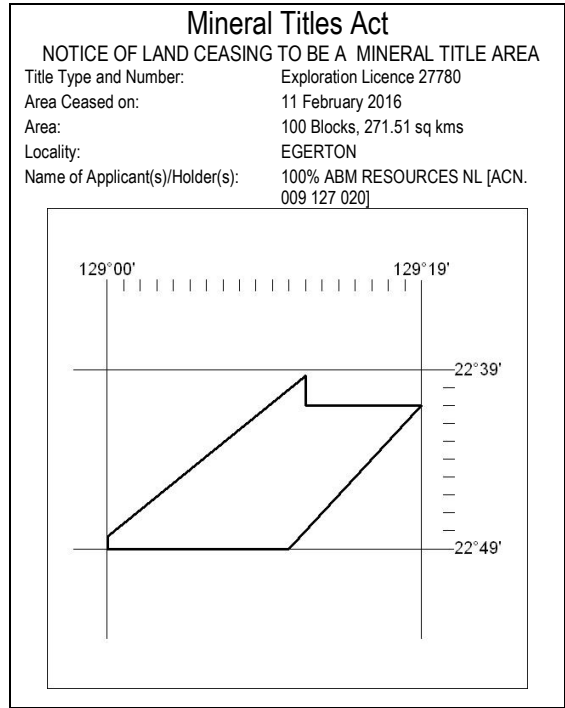 Mineral Titles Act
NOTICE OF LAND CEASING TO BE A MINERAL TITLE AREA
Title Type and Number: Exploration Licence 27780
Area Ceased on: 11 February 2016
Area: 100 Blocks, 271.51 sq kms
Locality: EGERTON
Name of Applicant(s)/Holder(s): 100% ABM RESOURCES NL [ACN.
009 127 020]
129°00' 129°19'
22°39'
22°49'